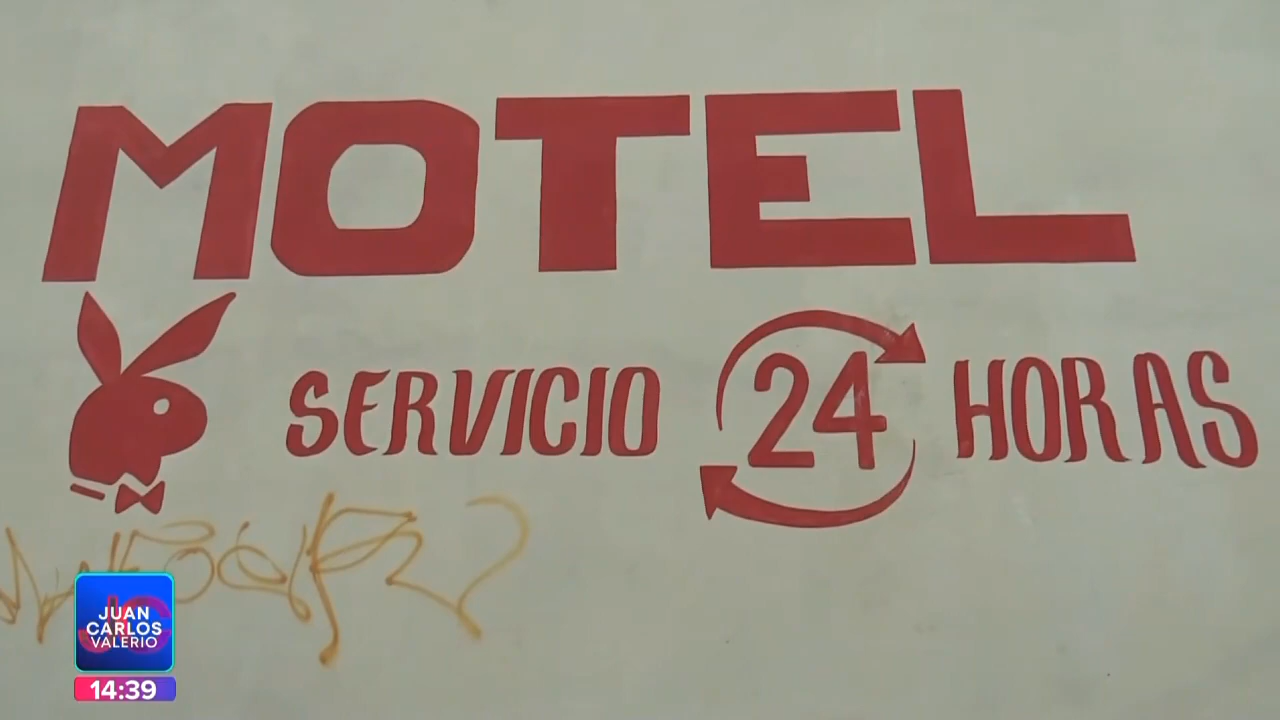 MOTEL
SERVICIO 24 HORAS
JUAN
CARLOS
VALERIO
14:39